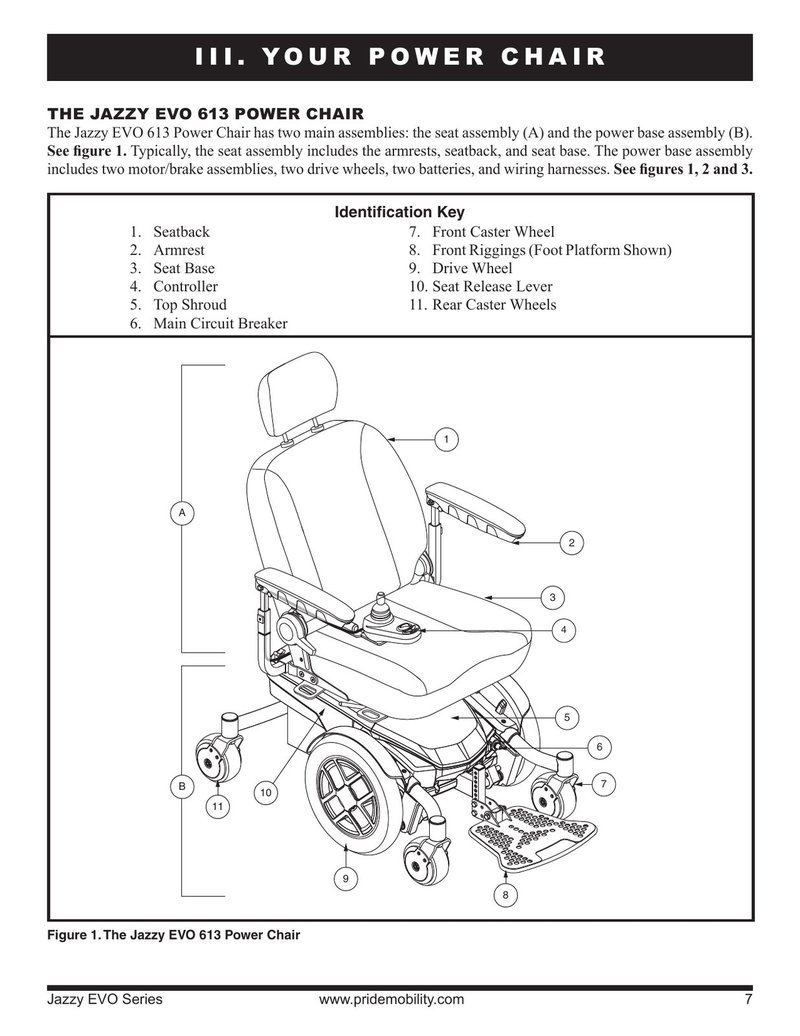 III. YOUR POWER CHAIR
THE JAZZY EVO 613 POWER CHAIR
The Jazzy EVO 613 Power Chair has two main assemblies: the seat assembly (A) and the power base assembly (B).
See figure 1. Typically, the seat assembly includes the armrests, seatback, and seat base. The power base assembly
includes two motor/brake assemblies, two drive wheels, two batteries, and wiring harnesses. See figures 1, 2 and 3.
Identification Key
1. Seatback
2. Armrest
3. Seat Base
4. Controller
5. Top Shroud
6. Main Circuit Breaker
7. Front Caster Wheel
8. Front Riggings (Foot Platform Shown)
9. Drive Wheel
10. Seat Release Lever
11. Rear Caster Wheels
1
A
2
3
4
5
6
B
7
10
11
9
8
Figure 1. The Jazzy EVO 613 Power Chair
Jazzy EVO Series www.pridemobility.com 7